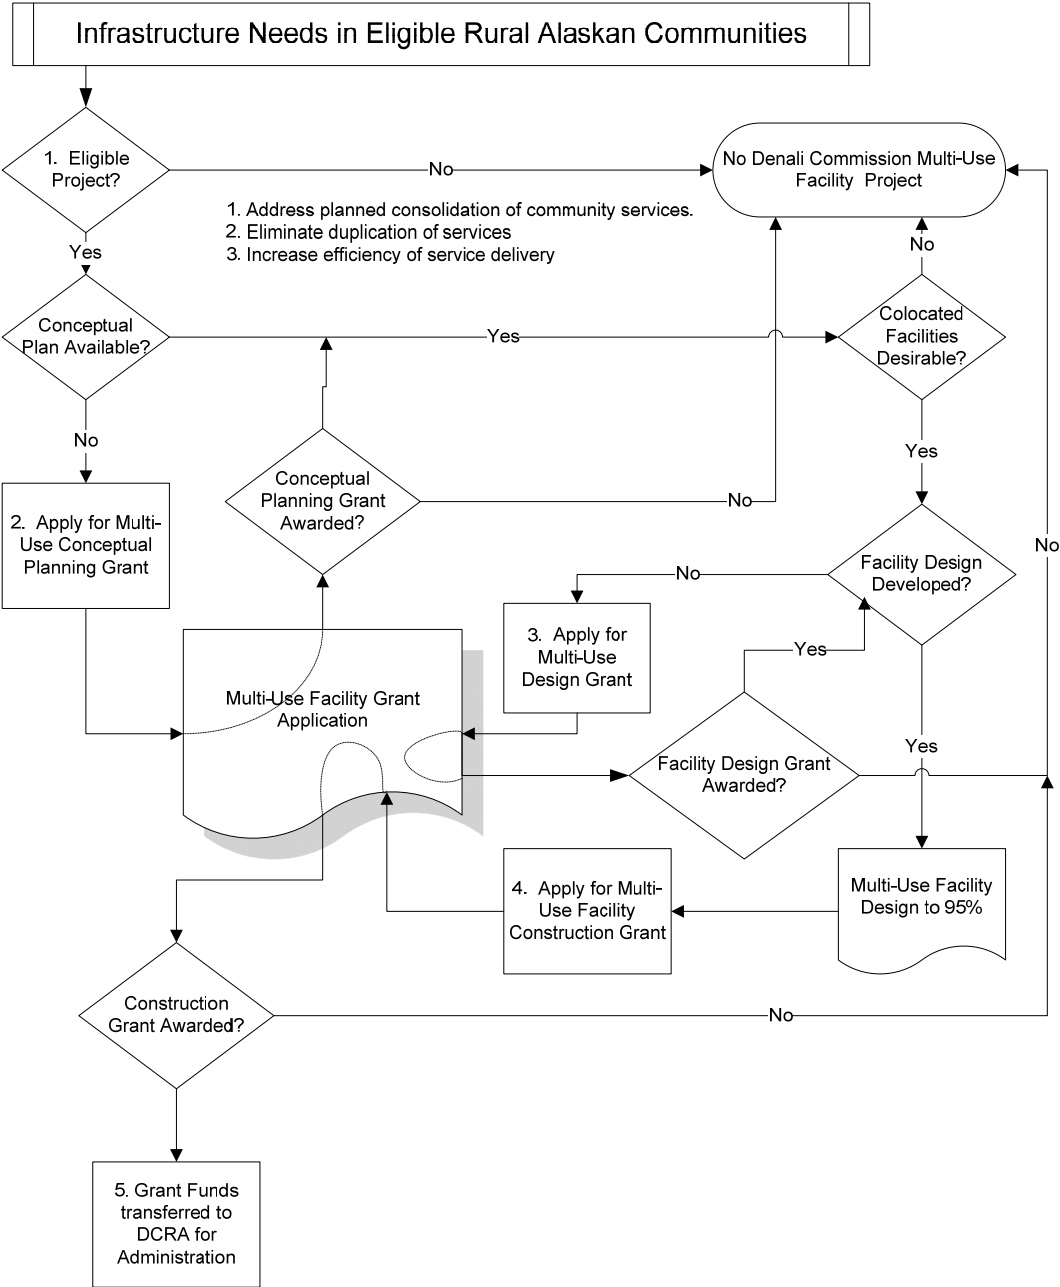 Infrastructure Needs in Eligible Rural Alaskan Communities
1. Eligible
Project?
No
No Denali Commission Multi-Use
Facility Project
1. Address planned consolidation of community services.
2. Eliminate duplication of services
3. Increase efficiency of service delivery
Yes
No
Conceptual
Plan Available?
Yes
Colocated
Facilities
Desirable?
No
Yes
Conceptual
Planning Grant
Awarded?
No
2. Apply for Multi-
Use Conceptual
Planning Grant
No
Facility Design
Developed?
No
3. Apply for
Multi-Use
Design Grant
Yes
Multi-Use Facility Grant
Application
Yes
Facility Design Grant
Awarded?
4. Apply for Multi-
Use Facility
Construction Grant
Multi-Use Facility
Design to 95%
Construction
Grant Awarded?
No
5. Grant Funds
transferred to
DCRA for
Administration